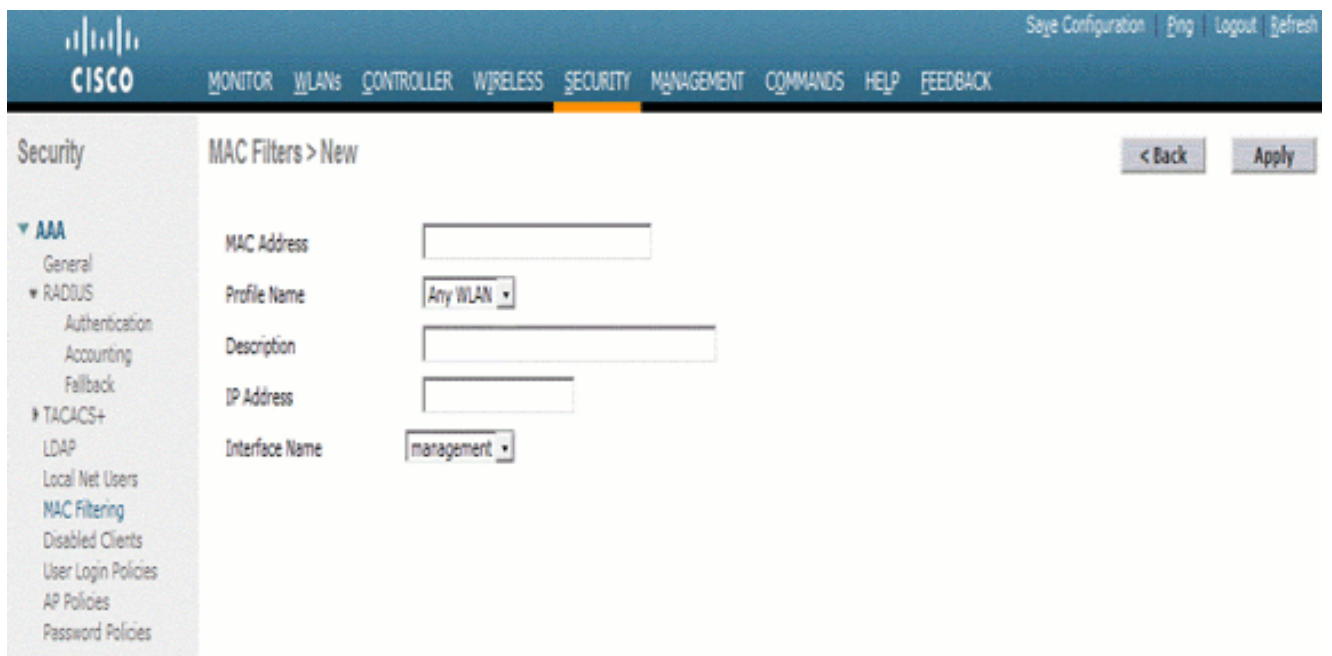 Save Configuration | Ping | Logout | Refresh
CISCO
MONITOR WLANs CONTROLLER WIRELESS SECURITY MANAGEMENT COMMANDS HELP FEEDBACK
Security
AAA
General
RADIUS
Authentication
Accounting
Fallback
TACACS+
LDAP
Local Net Users
MAC Filtering
Disabled Clients
User Login Policies
AP Policies
Password Policies
MAC Filters > New
< Back
Apply
MAC Address
Profile Name Any WLAN
Description
IP Address
Interface Name management